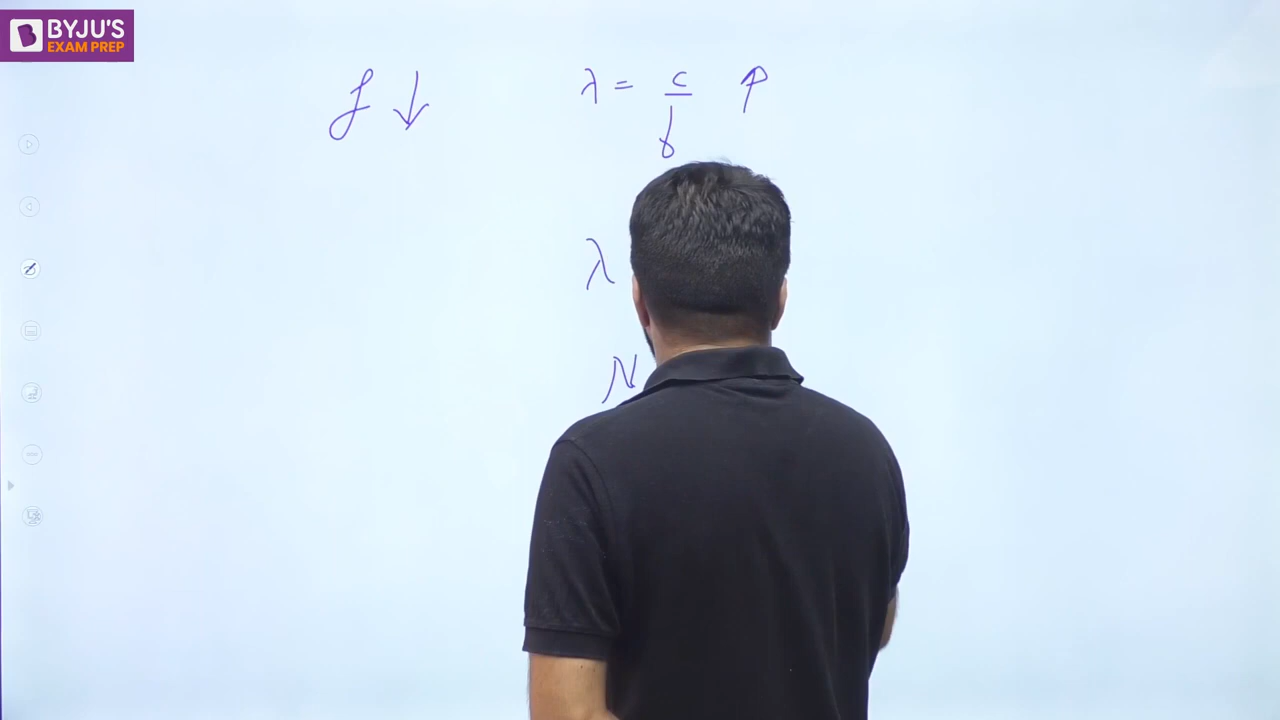 BYJU'S
EXAM PREP
f ↓ λ = c/f ↑
λ
N